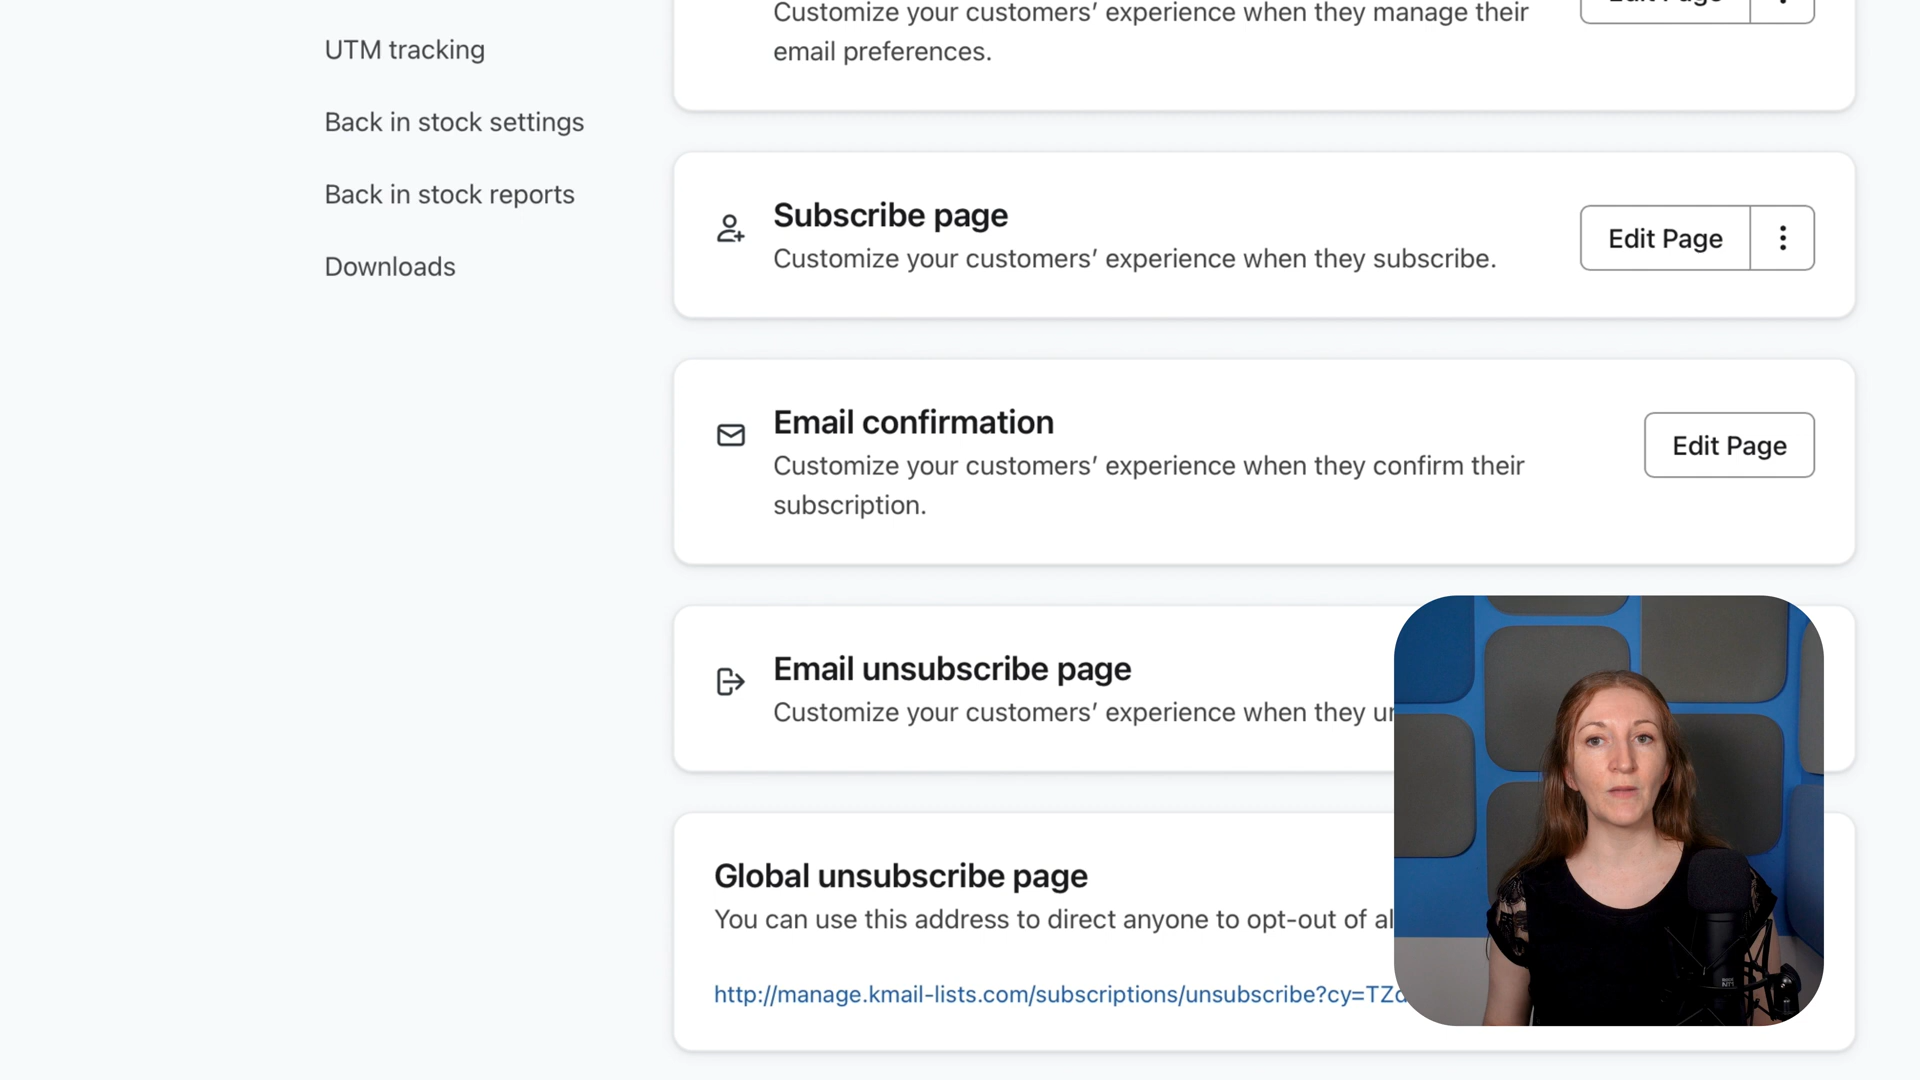 UTM tracking
Back in stock settings
Back in stock reports
Downloads
Customize your customers’ experience when they manage their
email preferences.
Edit Page
Subscribe page
Customize your customers’ experience when they subscribe.
Edit Page
Email confirmation
Customize your customers’ experience when they confirm their
subscription.
Edit Page
Email unsubscribe page
Customize your customers’ experience when they
Global unsubscribe page
You can use this address to direct anyone to opt-out of
http://manage.kmail-lists.com/subscriptions/unsubscribe?cy=TZ